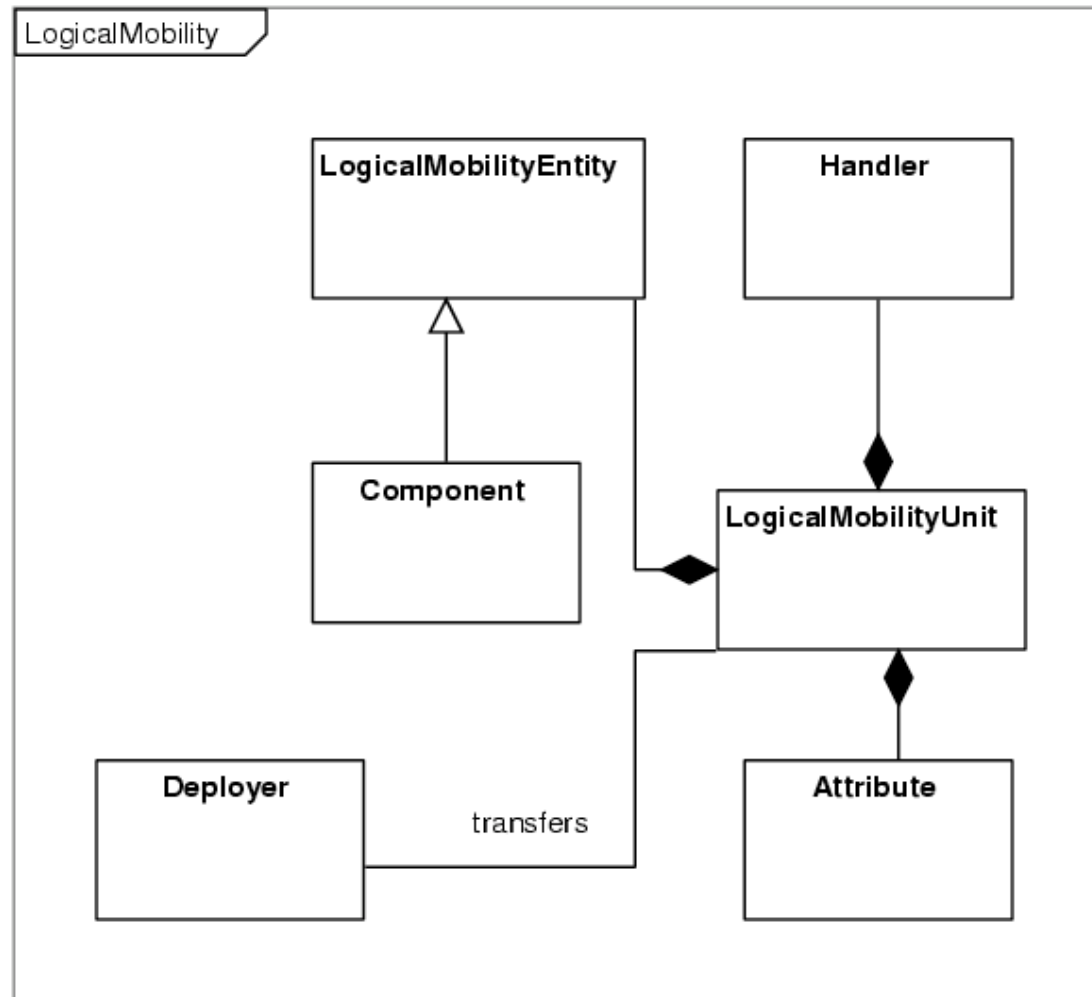 LogicalMobility
LogicalMobilityEntity
Handler
Component
LogicalMobilityUnit
Deployer
transfers
Attribute